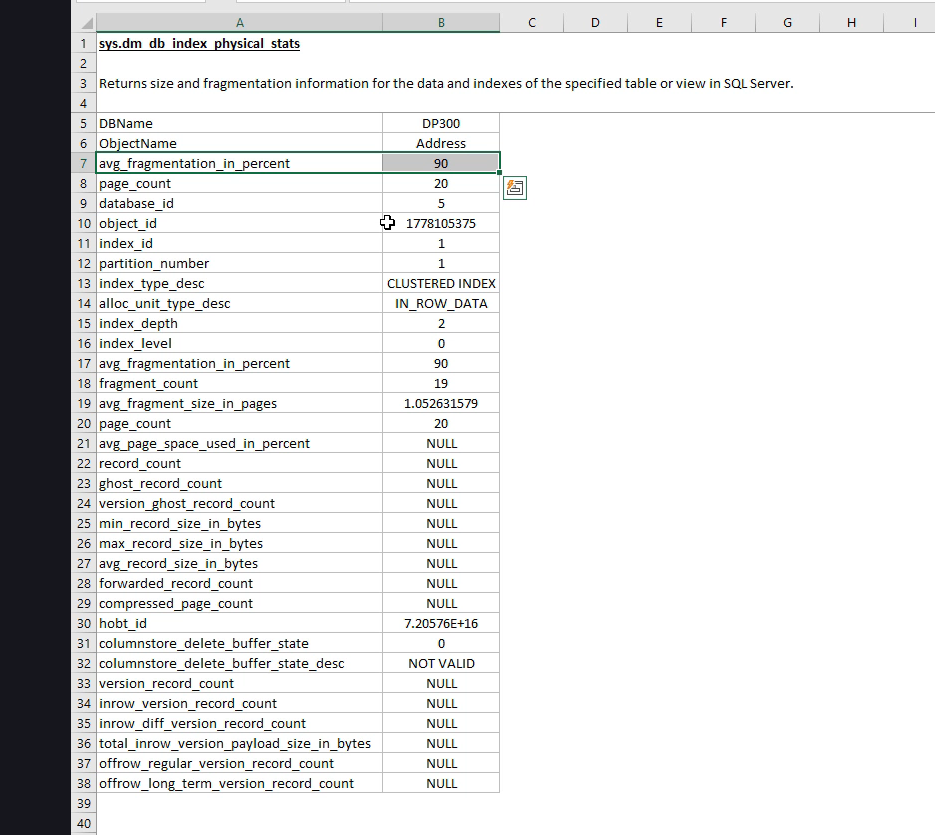 A B C D E F G H I
1 sys.dm_db_index_physical_stats
2
3 Returns size and fragmentation information for the data and indexes of the specified table or view in SQL Server.
4
5 DBName DP300
6 ObjectName Address
7 avg_fragmentation_in_percent 90
8 page_count 20
9 database_id 5
10 object_id 1778105375
11 index_id 1
12 partition_number 1
13 index_type_desc CLUSTERED INDEX
14 alloc_unit_type_desc IN_ROW_DATA
15 index_depth 2
16 index_level 0
17 avg_fragmentation_in_percent 90
18 fragment_count 19
19 avg_fragment_size_in_pages 1.052631579
20 page_count 20
21 avg_page_space_used_in_percent NULL
22 record_count NULL
23 ghost_record_count NULL
24 version_ghost_record_count NULL
25 min_record_size_in_bytes NULL
26 max_record_size_in_bytes NULL
27 avg_record_size_in_bytes NULL
28 forwarded_record_count NULL
29 compressed_page_count NULL
30 hobt_id 7.20576E+16
31 columnstore_delete_buffer_state 0
32 columnstore_delete_buffer_state_desc NOT VALID
33 version_record_count NULL
34 inrow_version_record_count NULL
35 inrow_diff_version_record_count NULL
36 total_inrow_version_payload_size_in_bytes NULL
37 offrow_regular_version_record_count NULL
38 offrow_long_term_version_record_count NULL
39
40